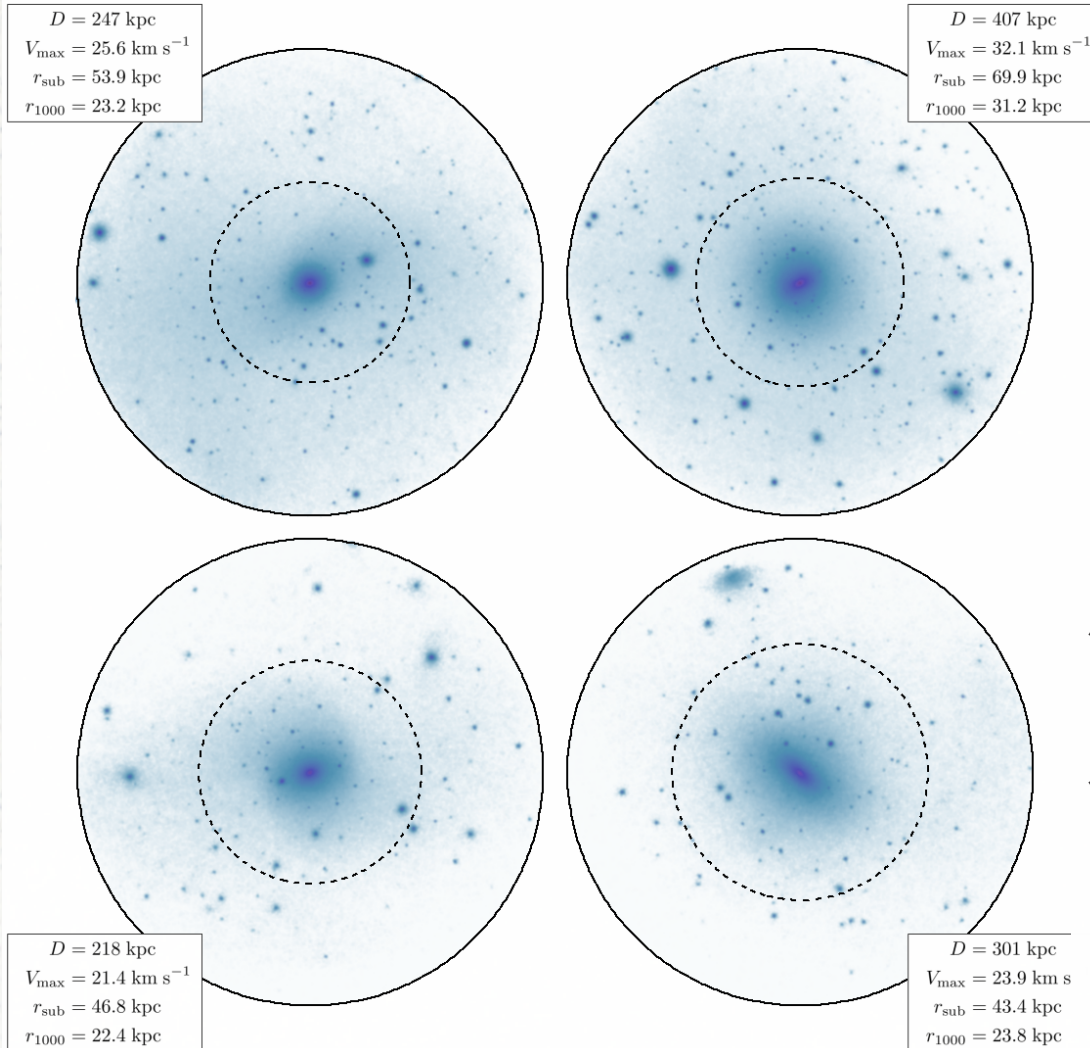 D = 247 kpc
V_max = 25.6 km s⁻¹
r_sub = 53.9 kpc
r_1000 = 23.2 kpc
D = 407 kpc
V_max = 32.1 km s⁻¹
r_sub = 69.9 kpc
r_1000 = 31.2 kpc
D = 218 kpc
V_max = 21.4 km s⁻¹
r_sub = 46.8 kpc
r_1000 = 22.4 kpc
D = 301 kpc
V_max = 23.9 km s
r_sub = 43.4 kpc
r_1000 = 23.8 kpc